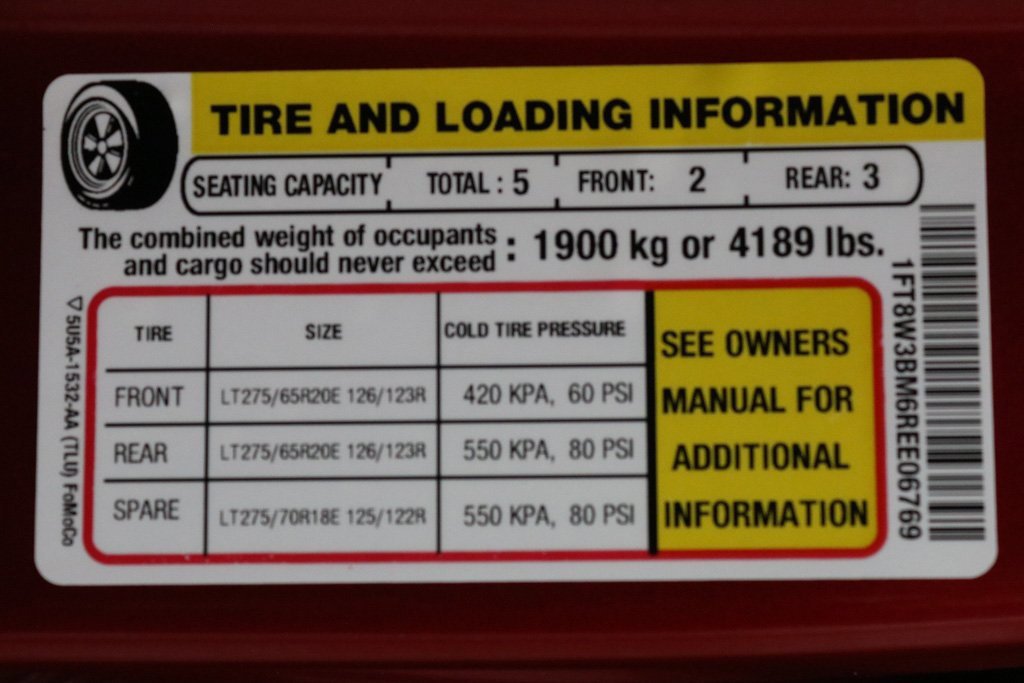 TIRE AND LOADING INFORMATION
SEATING CAPACITY TOTAL : 5 FRONT: 2 REAR: 3
The combined weight of occupants
and cargo should never exceed : 1900 kg or 4189 lbs.
TIRE SIZE COLD TIRE PRESSURE
FRONT LT275/65R20E 126/123R 420 KPA, 60 PSI
REAR LT275/65R20E 126/123R 550 KPA, 80 PSI
SPARE LT275/70R18E 125/122R 550 KPA, 80 PSI
SEE OWNERS
MANUAL FOR
ADDITIONAL
INFORMATION
5U5A-1532-AA (TLU) FoMoCo
1FT8W3BM6REE06769